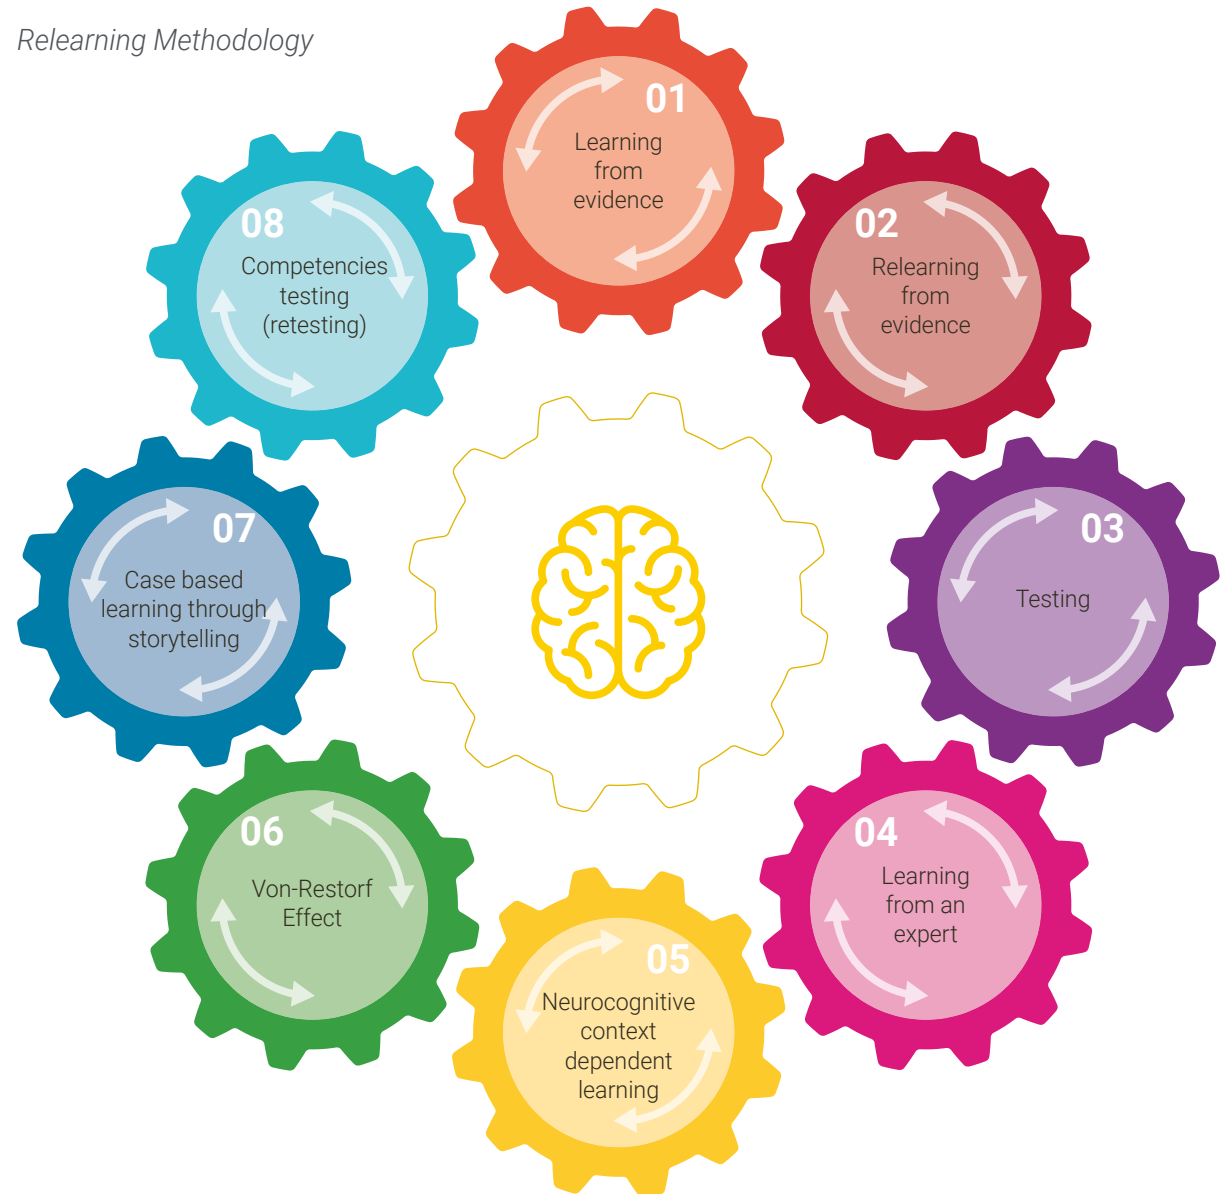 Relearning Methodology
01
Learning
from
evidence
02
Relearning
from
evidence
03
Testing
04
Learning
from an
expert
05
Neurocognitive
context
dependent
learning
06
Von-Restorf
Effect
07
Case based
learning through
storytelling
08
Competencies
testing
(retesting)